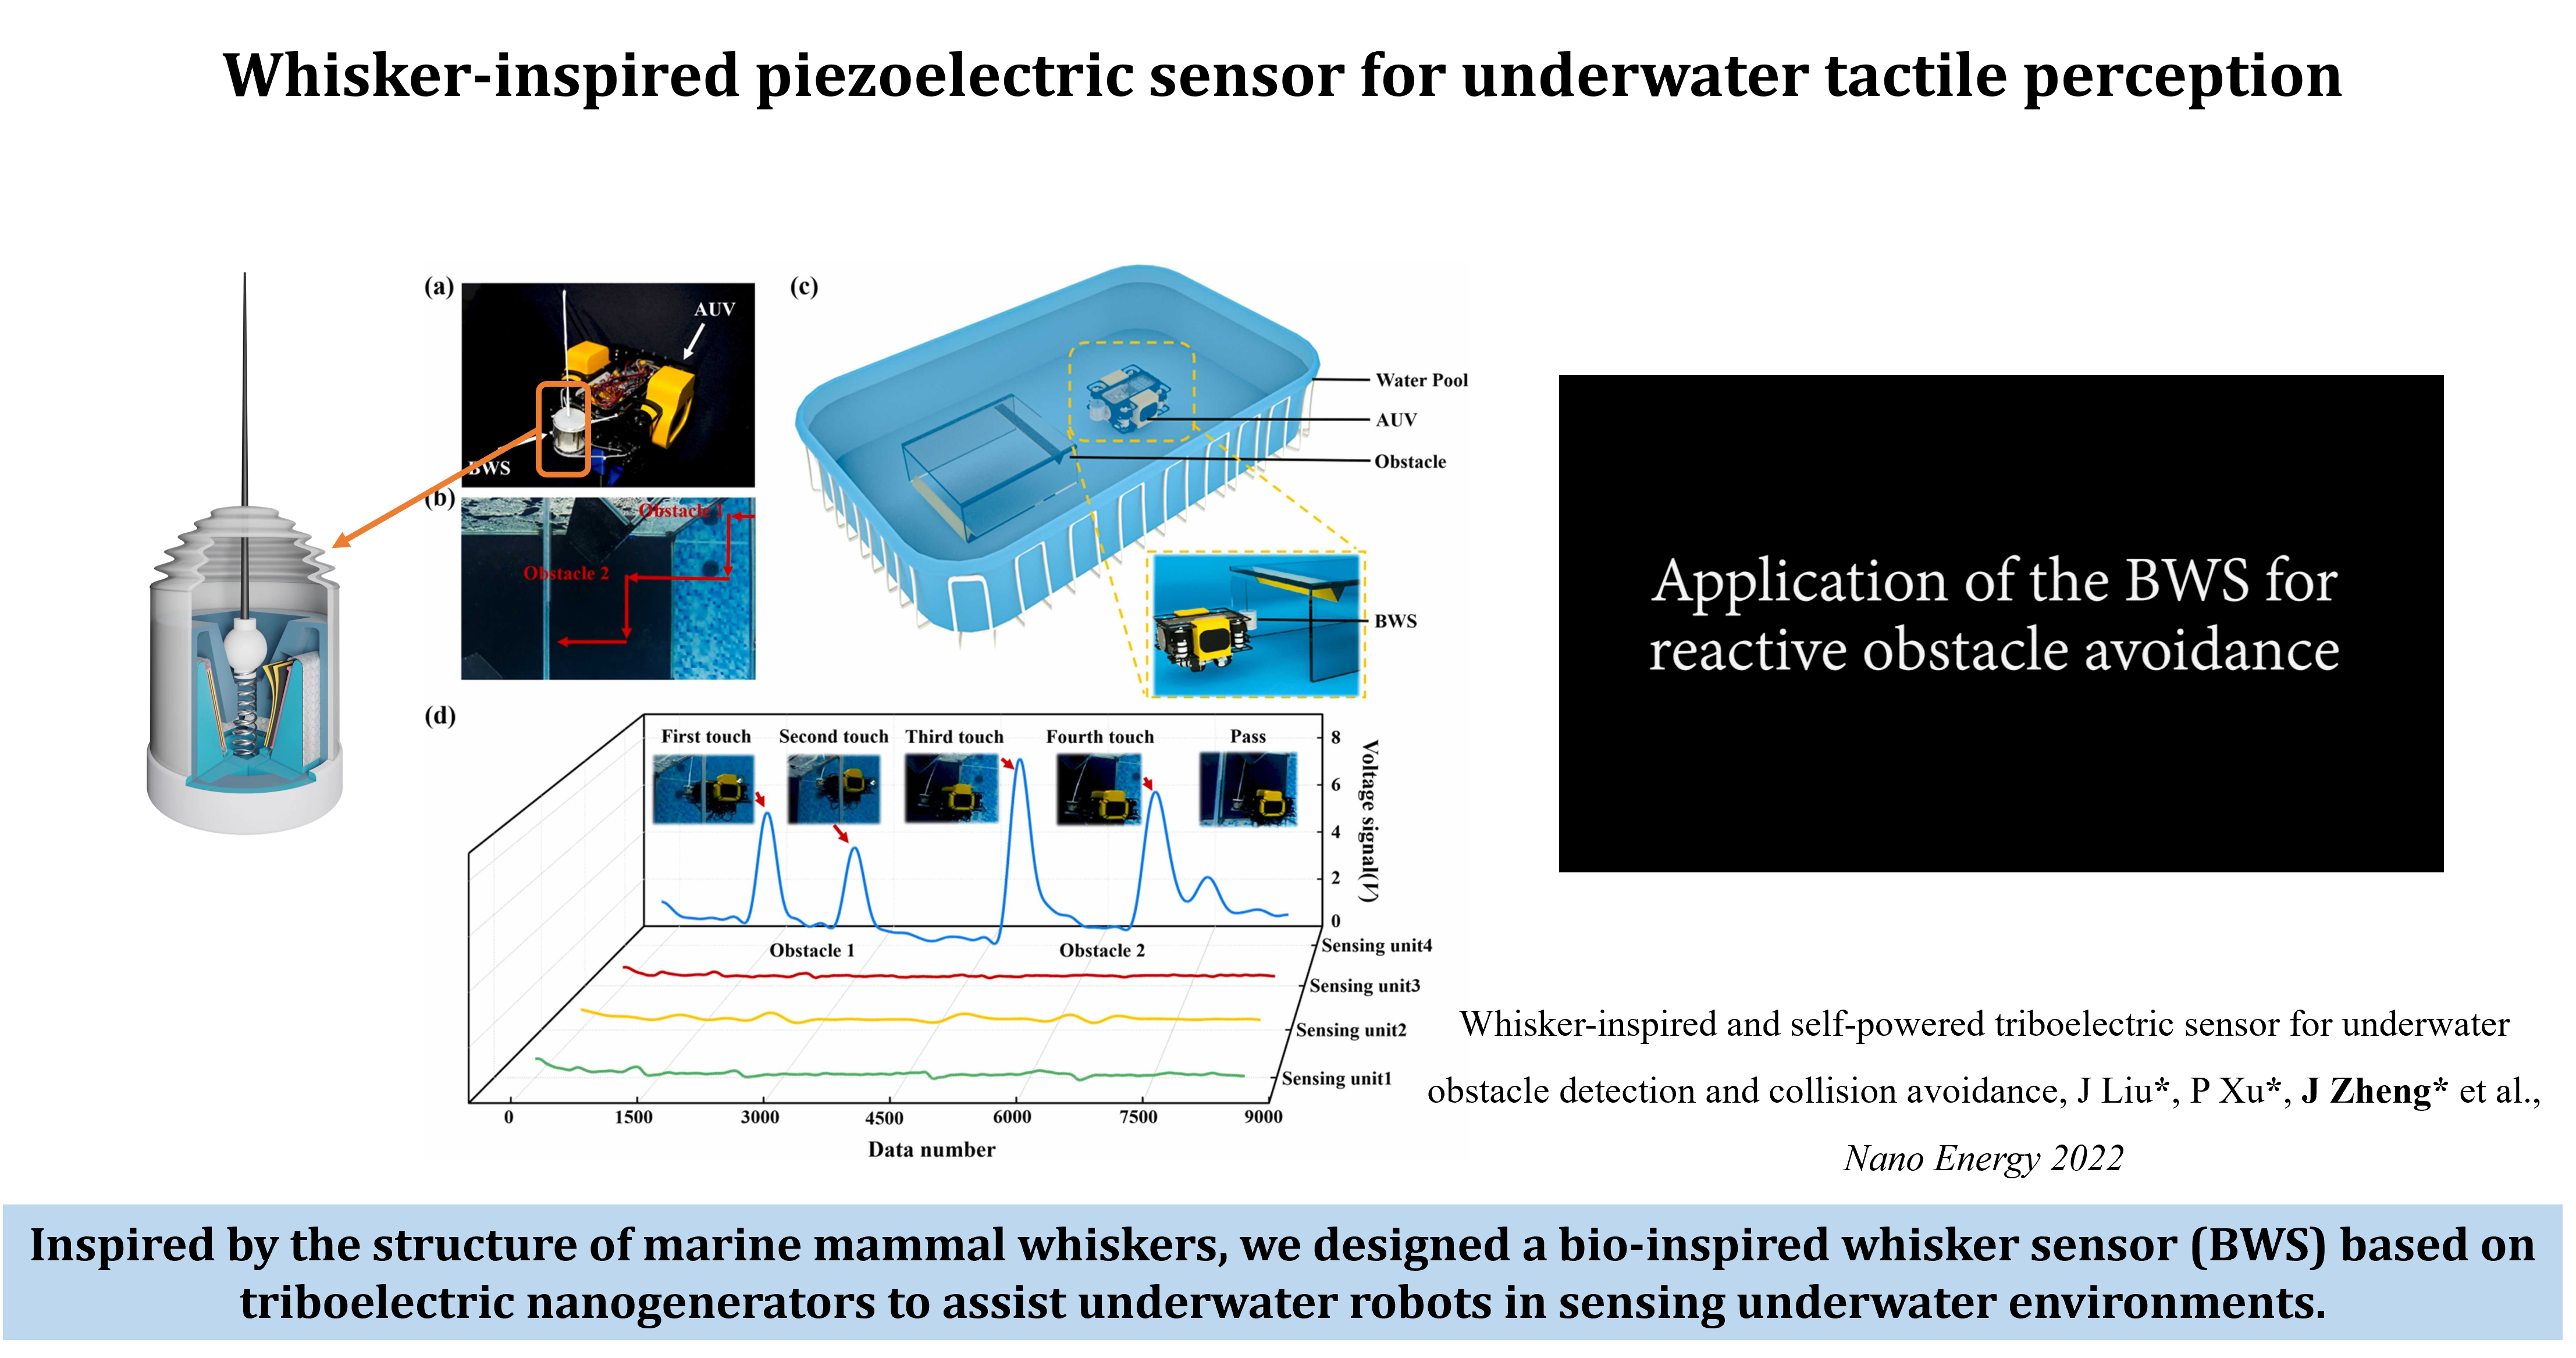 Whisker-inspired piezoelectric sensor for underwater tactile perception
(a)
AUV
BWS
(b)
Obstacle 1
Obstacle 2
(c)
Water Pool
AUV
Obstacle
BWS
(d)
First touch
Second touch
Third touch
Fourth touch
Pass
8
6
4
2
0
Voltage signal(V)
Obstacle 1
Obstacle 2
Sensing unit4
Sensing unit3
Sensing unit2
Sensing unit1
0
1500
3000
4500
6000
7500
9000
Data number
Application of the BWS for
reactive obstacle avoidance
Whisker-inspired and self-powered triboelectric sensor for underwater
obstacle detection and collision avoidance, J Liu*, P Xu*, J Zheng* et al.,
Nano Energy 2022
Inspired by the structure of marine mammal whiskers, we designed a bio-inspired whisker sensor (BWS) based on
triboelectric nanogenerators to assist underwater robots in sensing underwater environments.